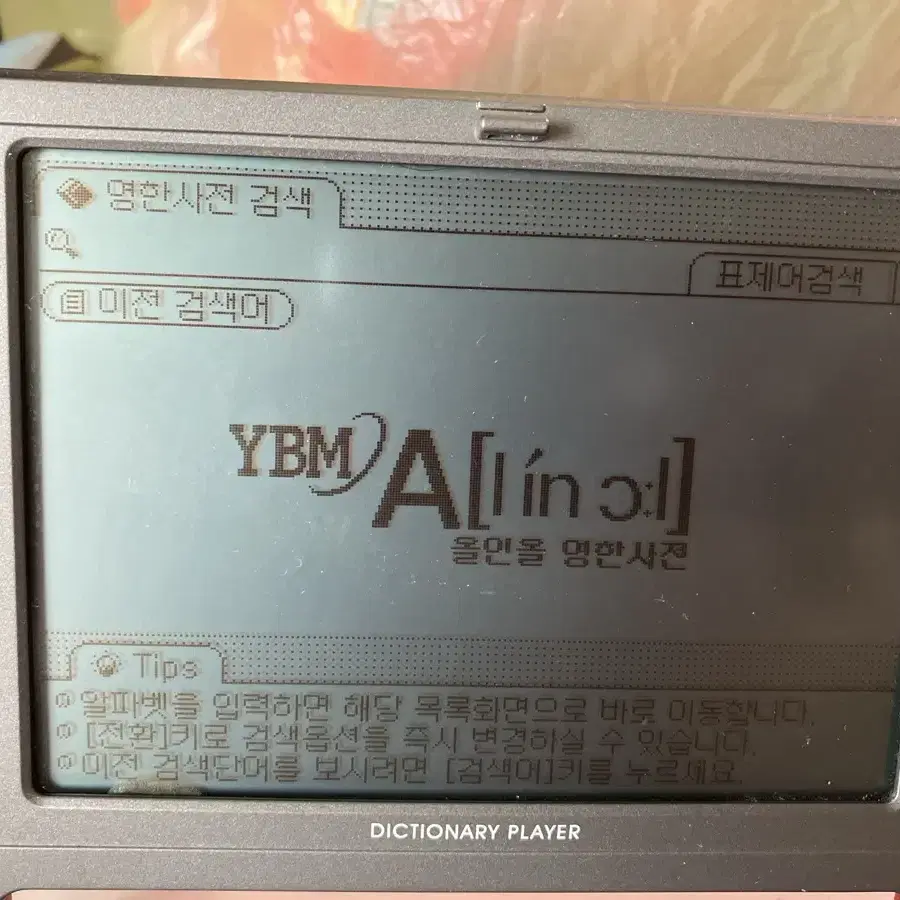 영한사전 검색
표제어검색
이전 검색어
YBM A[lín ɔːl]
올인올 영한사전
Tips
알파벳을 입력하면 해당 목록화면으로 바로 이동합니다.
[전환]키로 검색옵션을 즉시 변경하실 수 있습니다.
이전 검색단어를 보시려면 [검색어]키를 누르세요.
DICTIONARY PLAYER